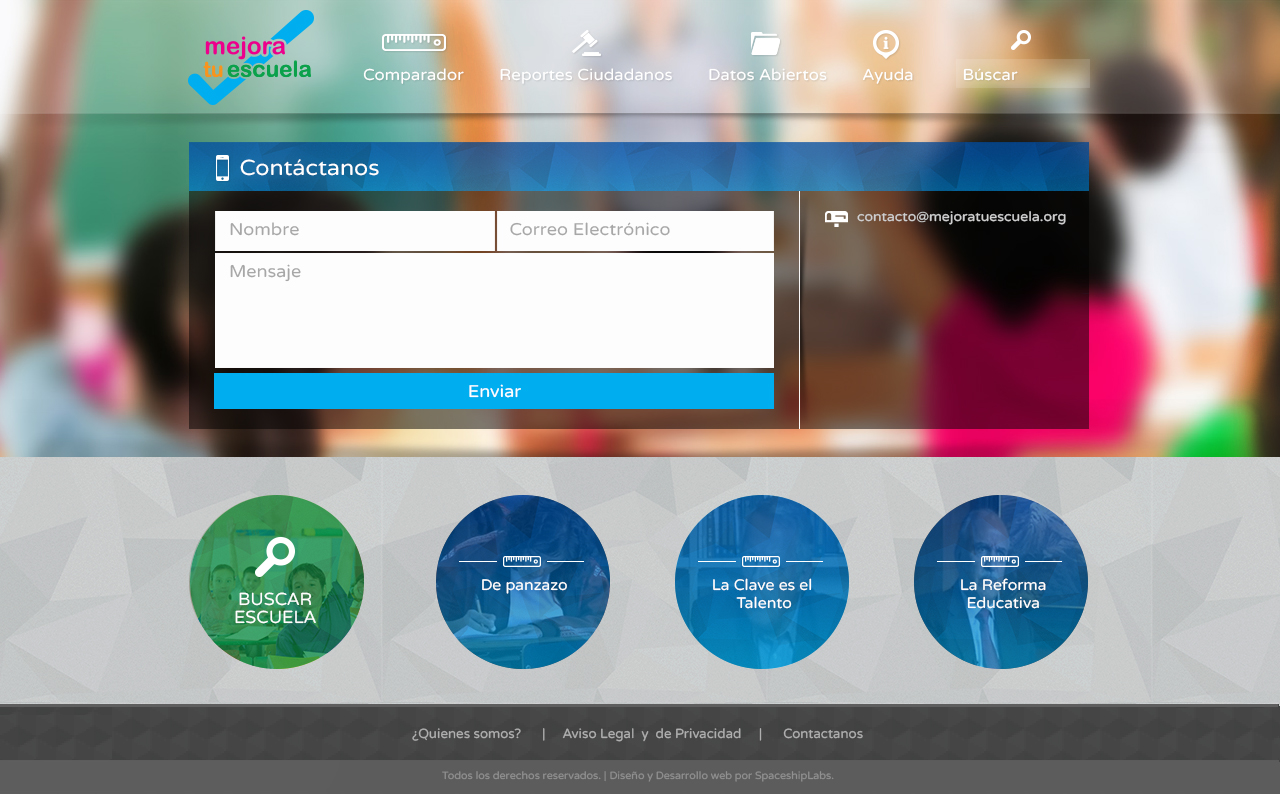 mejora
tu escuela
Comparador
Reportes Ciudadanos
Datos Abiertos
Ayuda
Búscar
Contáctanos
Nombre
Correo Electrónico
contacto@mejoratuescuela.org
Mensaje
Enviar
BUSCAR
ESCUELA
De panzazo
La Clave es el
Talento
La Reforma
Educativa
¿Quienes somos? | Aviso Legal y de Privacidad | Contactanos
Todos los derechos reservados. | Diseño y Desarrollo web por SpaceshipLabs.